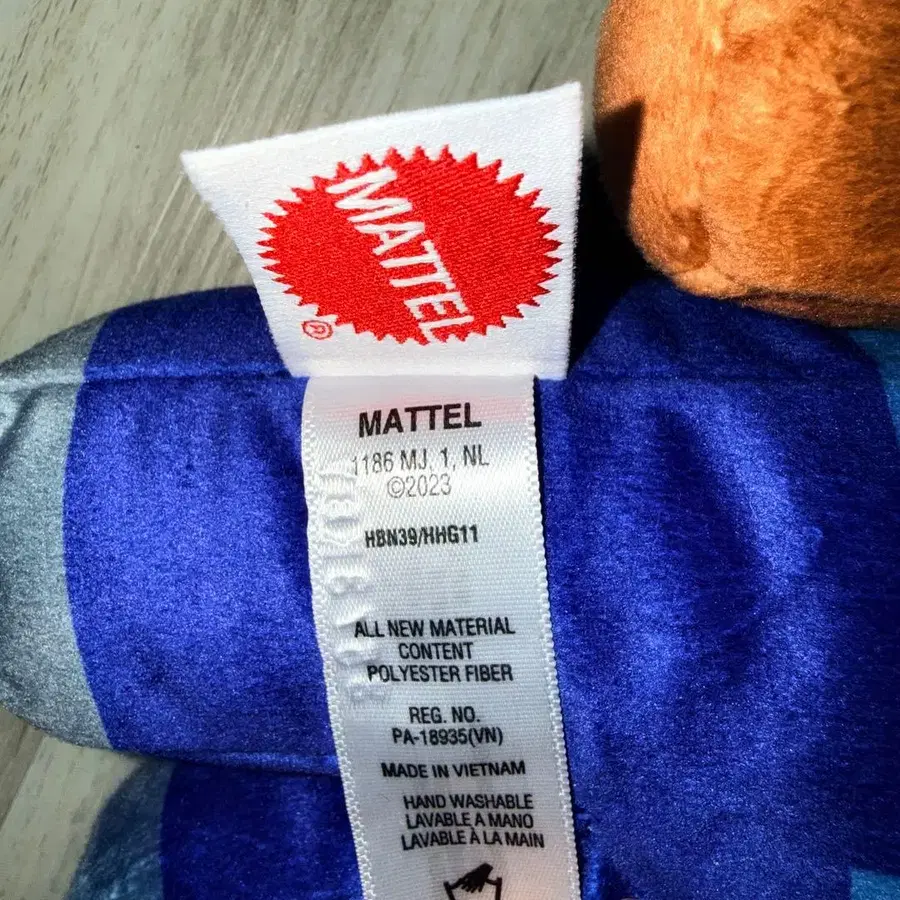 MATTEL
®
MATTEL
1186 MJ, 1, NL
©2023
HBN39/HHG11
ALL NEW MATERIAL
CONTENT
POLYESTER FIBER
REG. NO.
PA-18935(VN)
MADE IN VIETNAM
HAND WASHABLE
LAVABLE A MANO
LAVABLE À LA MAIN